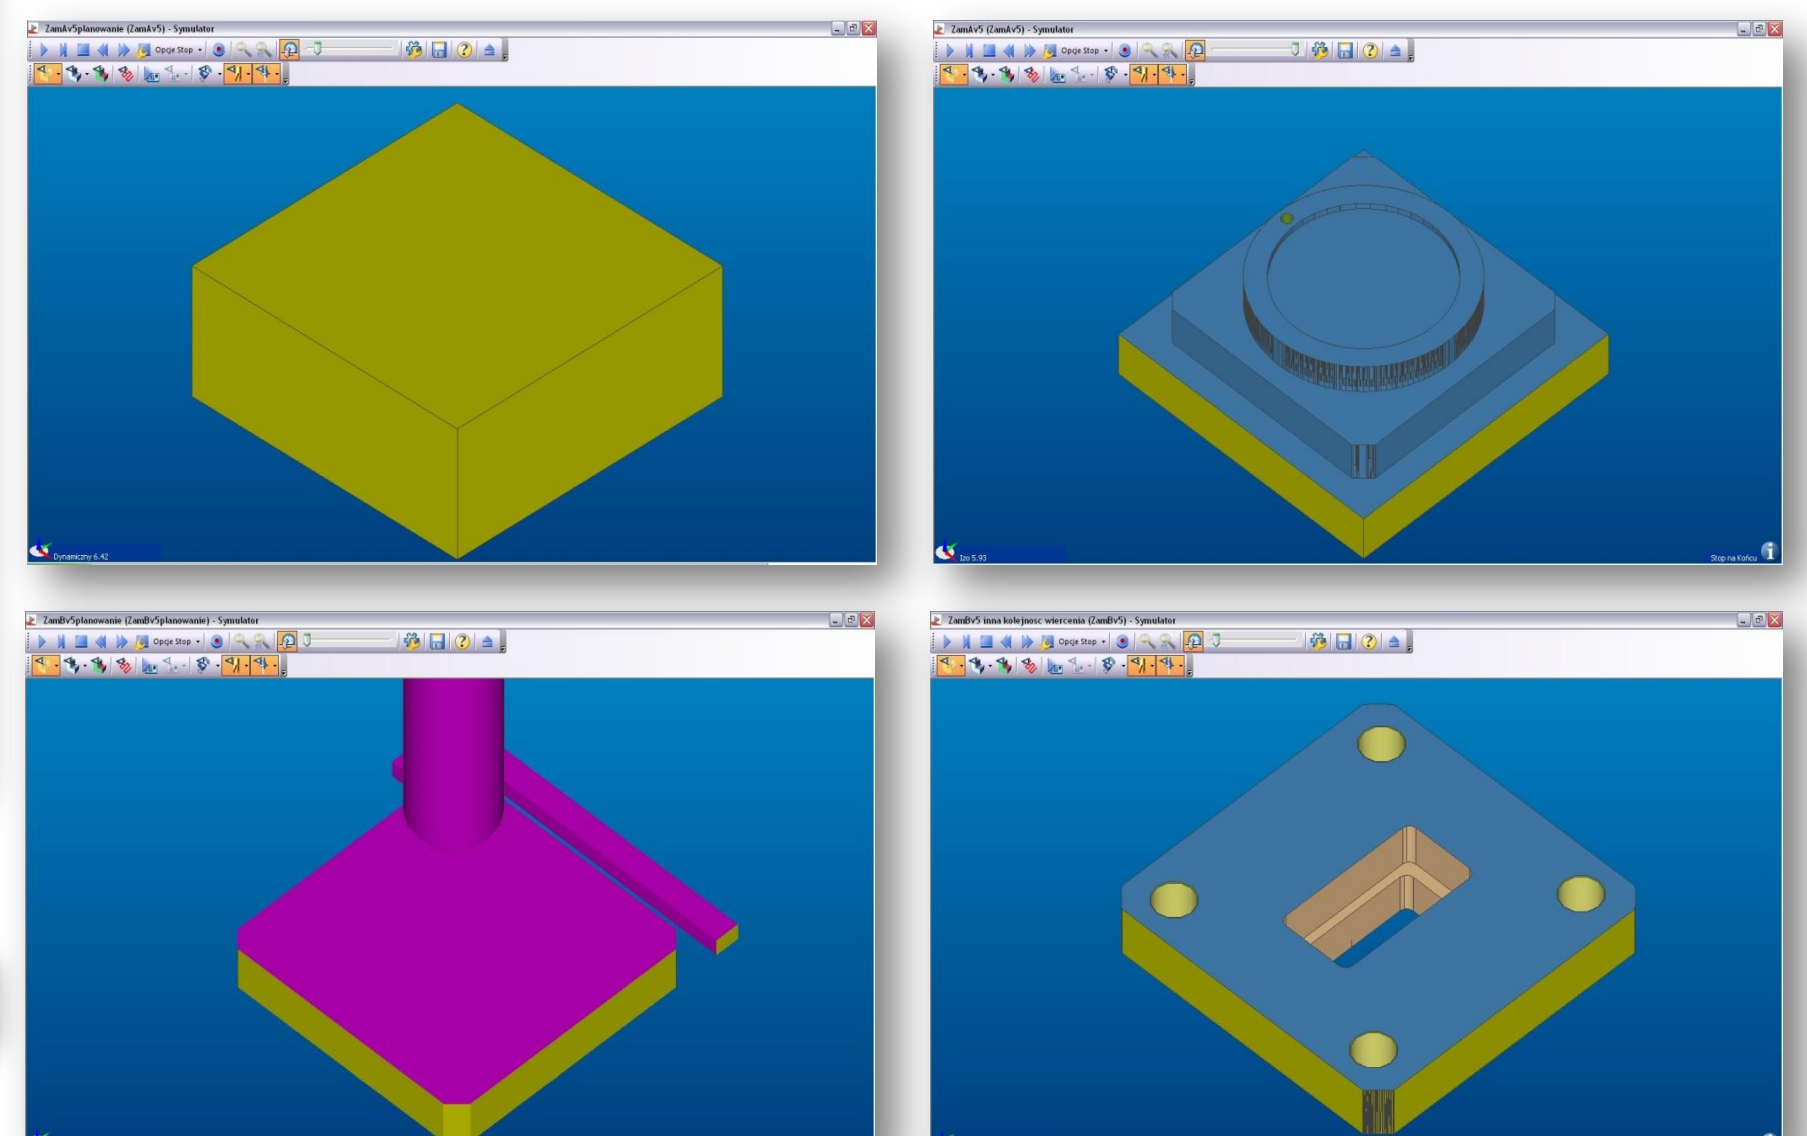 ZamAv5planowanie (ZamAv5) - Symulator
Opcje Stop
Dynamiczny 6.42
ZamAv5 (ZamAv5) - Symulator
Opcje Stop
Izo 5.93
Stop na Końcu
ZamBv5planowanie (ZamBv5planowanie) - Symulator
Opcje Stop
ZamBv5 inna kolejnosc wiercenia (ZamBv5) - Symulator
Opcje Stop